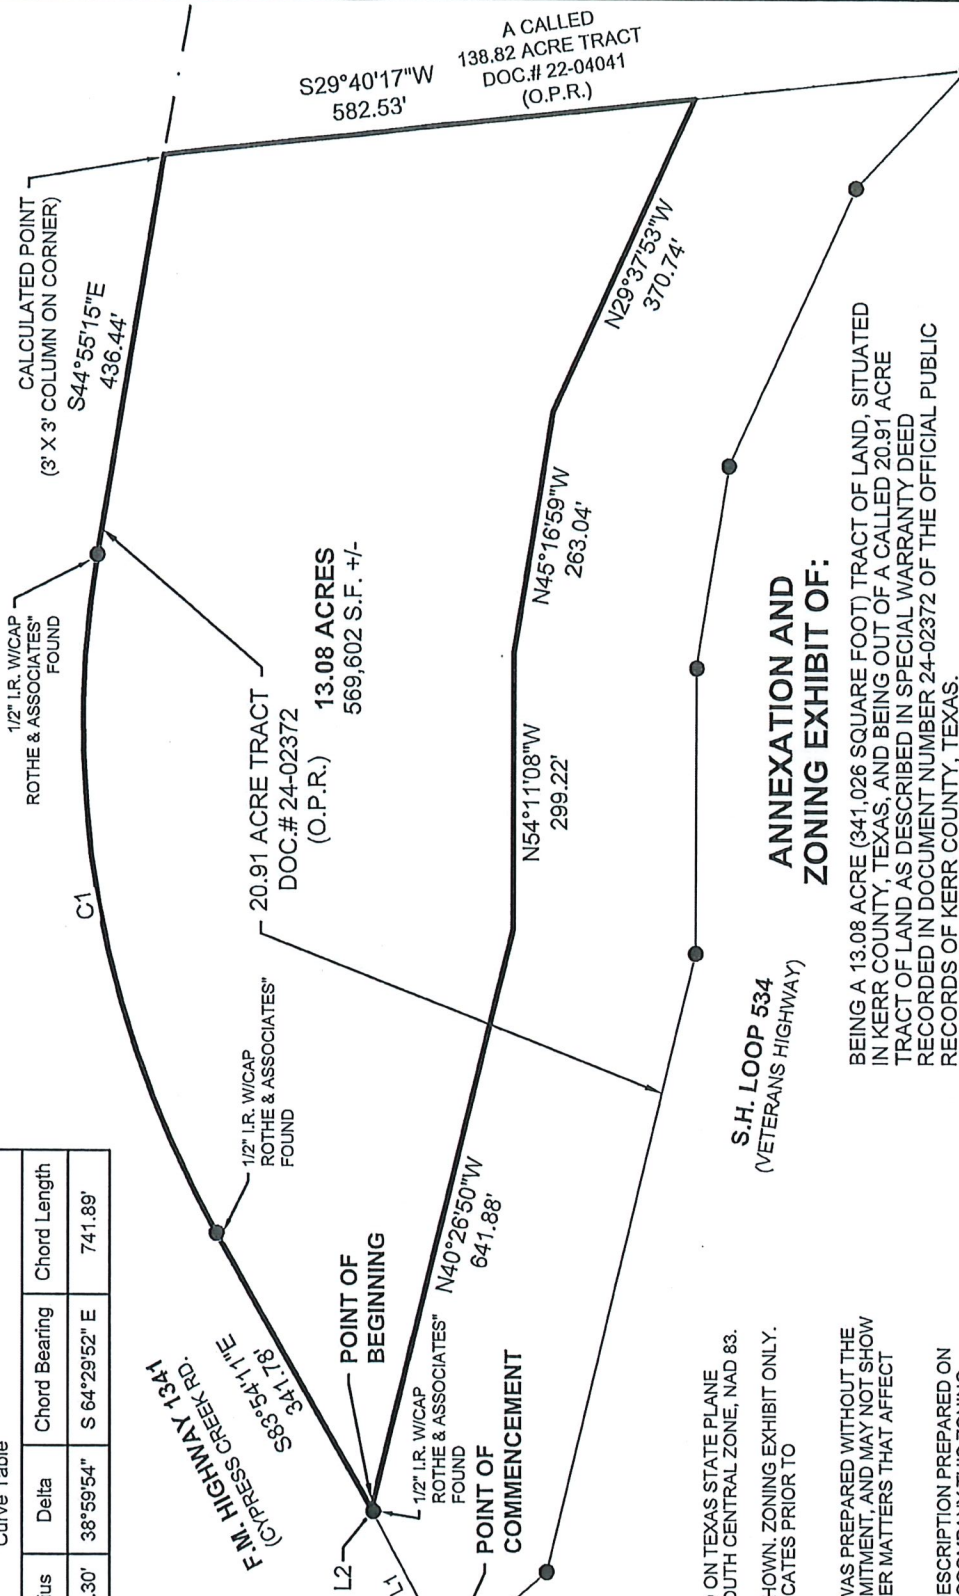 A CALLED
138.82 ACRE TRACT
DOC.# 22-04041
(O.P.R.)
S29°40'17"W
582.53'
CALCULATED POINT
(3' X 3' COLUMN ON CORNER)
S44°55'15"E
436.44'
N29°37'53"W
370.74'
1/2" I.R. W/CAP
ROTHE & ASSOCIATES"
FOUND
N45°16'59"W
263.04'
13.08 ACRES
569,602 S.F. +/-
20.91 ACRE TRACT
DOC.# 24-02372
(O.P.R.)
N54°11'08"W
299.22'
C1
1/2" I.R. W/CAP
ROTHE & ASSOCIATES"
FOUND
N40°26'50"W
641.88'
S.H. LOOP 534
(VETERANS HIGHWAY)
ANNEXATION AND
ZONING EXHIBIT OF:
BEING A 13.08 ACRE (341,026 SQUARE FOOT) TRACT OF LAND, SITUATED
IN KERR COUNTY, TEXAS, AND BEING OUT OF A CALLED 20.91 ACRE
TRACT OF LAND AS DESCRIBED IN SPECIAL WARRANTY DEED
RECORDED IN DOCUMENT NUMBER 24-02372 OF THE OFFICIAL PUBLIC
RECORDS OF KERR COUNTY, TEXAS.
Curve Table
Delta Chord Bearing Chord Length
.30' 38°59'54" S 64°29'52" E 741.89'
F.M. HIGHWAY 1341
(CYPRESS CREEK RD.
S83°54'11"E
341.78'
POINT OF
BEGINNING
1/2" I.R. W/CAP
ROTHE & ASSOCIATES"
FOUND
L2
L1
POINT OF
COMMENCEMENT
ON TEXAS STATE PLANE
CENTRAL ZONE, NAD 83.
ZONING EXHIBIT ONLY.
PRIOR TO
WAS PREPARED WITHOUT THE
AND MAY NOT SHOW
MATTERS THAT AFFECT
PREPARED ON